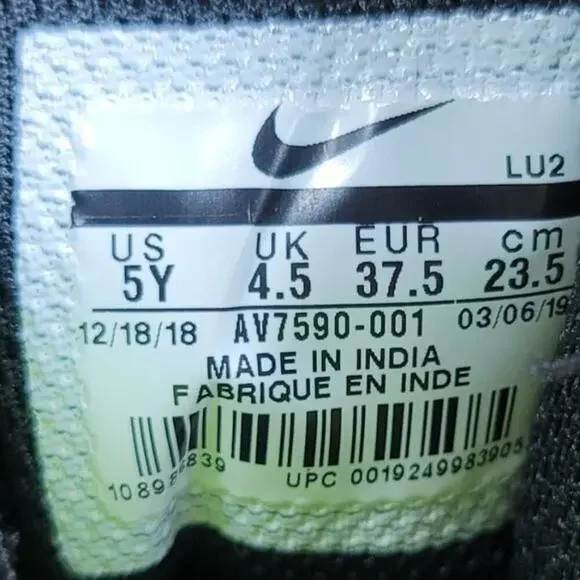 LU2
US UK EUR cm
5Y 4.5 37.5 23.5
12/18/18 AV7590-001 03/06/19
MADE IN INDIA
FABRIQUE EN INDE
UPC 0019249983905